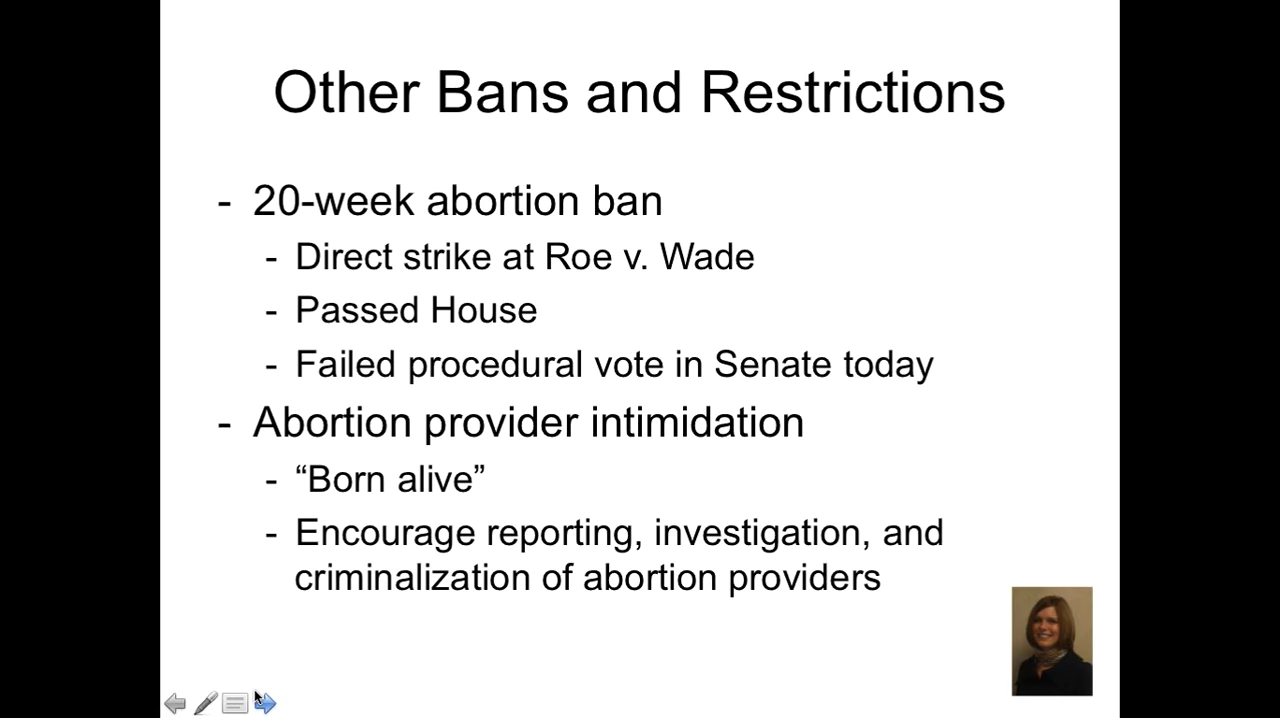 Other Bans and Restrictions
- 20-week abortion ban
- Direct strike at Roe v. Wade
- Passed House
- Failed procedural vote in Senate today
- Abortion provider intimidation
- “Born alive”
- Encourage reporting, investigation, and
criminalization of abortion providers